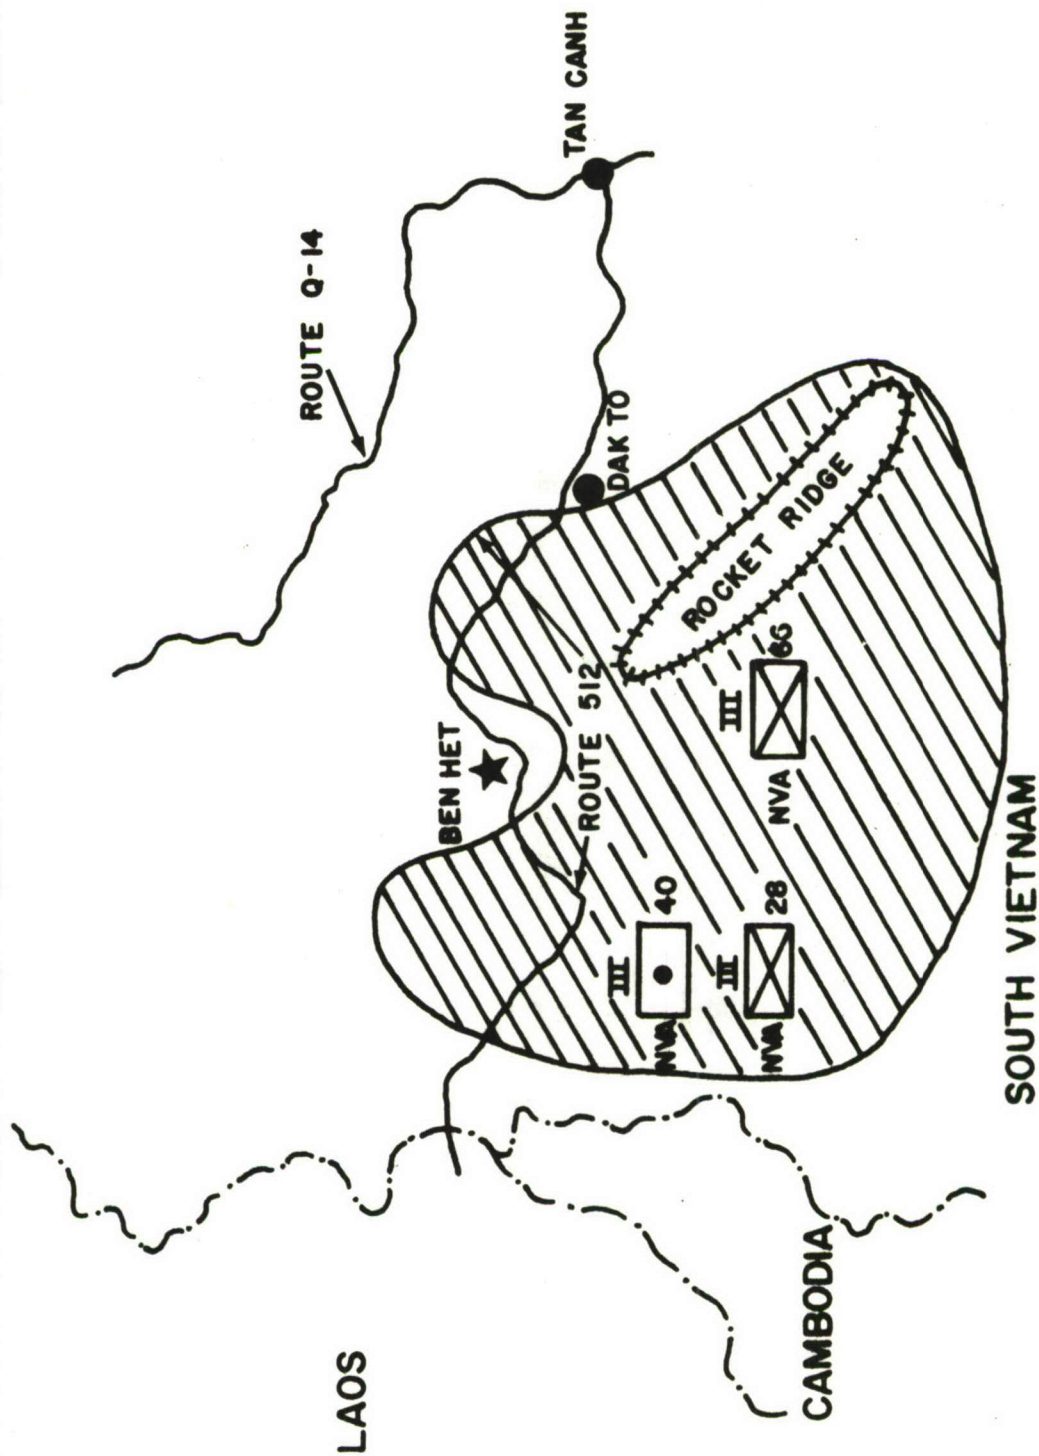 LAOS
CAMBODIA
SOUTH VIETNAM
BEN HET
ROUTE 512
ROUTE Q-14
TAN CANH
DAK TO
ROCKET RIDGE
III
NVA 40
III
NVA 28
III
NVA 66